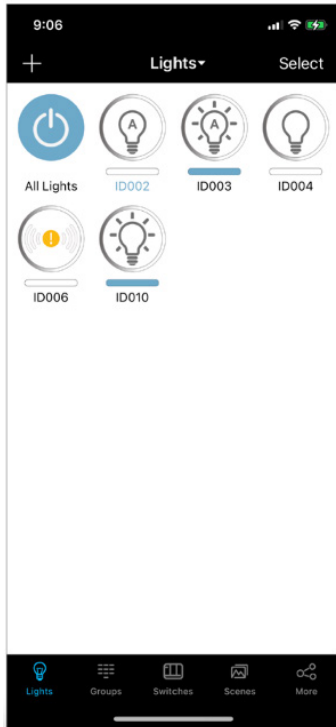 9:06
Lights
Select
A
A
All Lights
ID002
ID003
ID004
ID006
ID010
Lights
Groups
Switches
Scenes
More